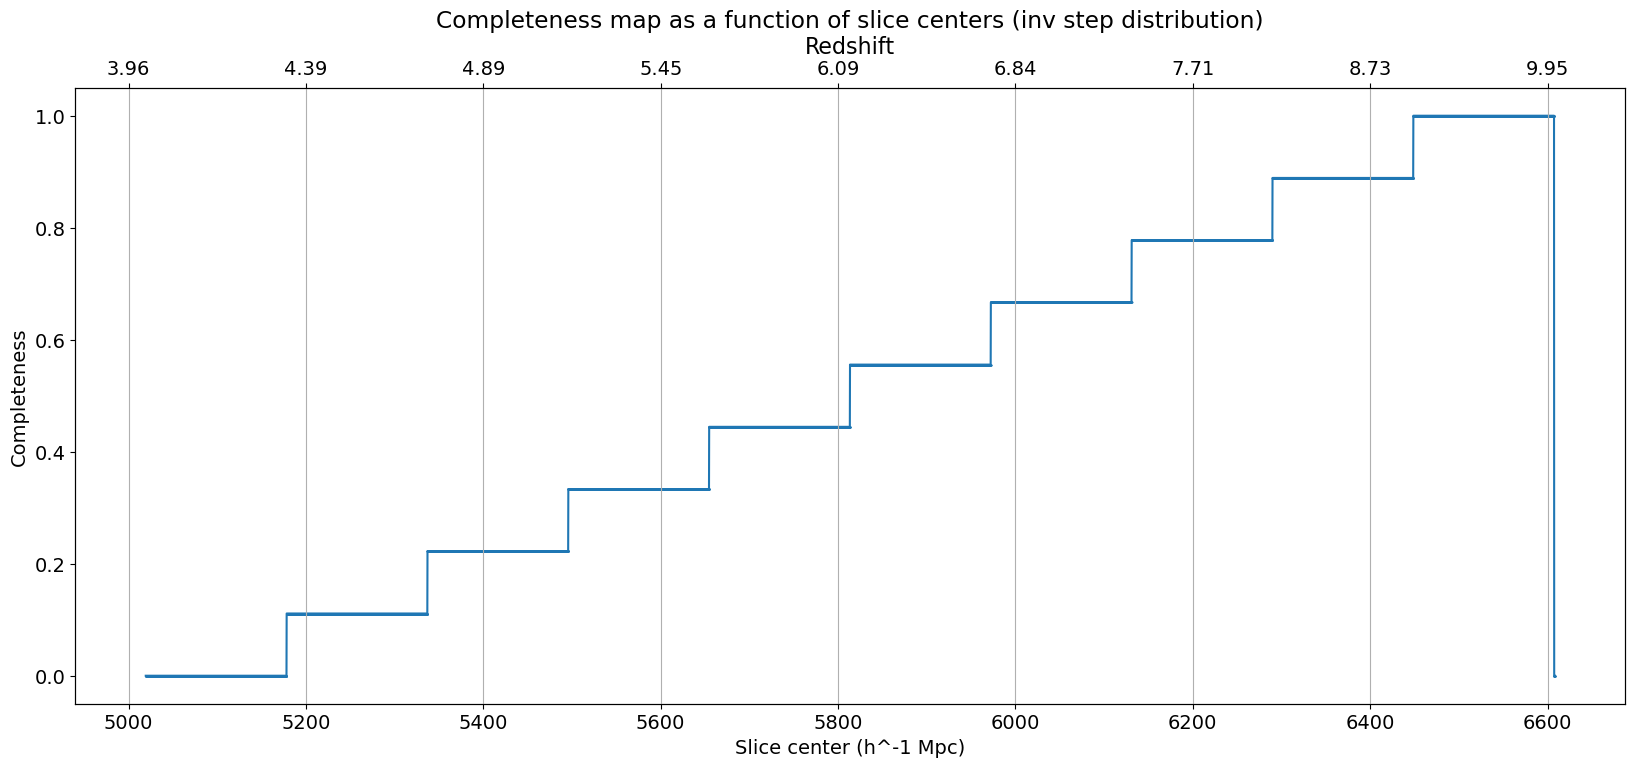 Completeness map as a function of slice centers (inv step distribution)
Redshift
3.96 4.39 4.89 5.45 6.09 6.84 7.71 8.73 9.95
1.0
0.8
0.6
0.4
0.2
0.0
Completeness
5000 5200 5400 5600 5800 6000 6200 6400 6600
Slice center (h^-1 Mpc)